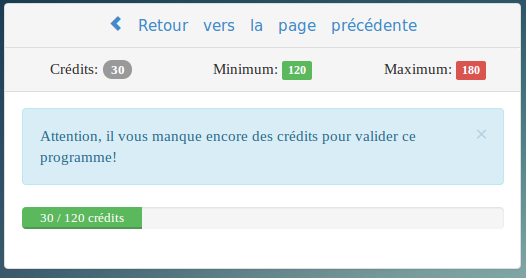 Retour vers la page précédente
Crédits: 30 Minimum: 120 Maximum: 180
Attention, il vous manque encore des crédits pour valider ce
programme!
×
30 / 120 crédits